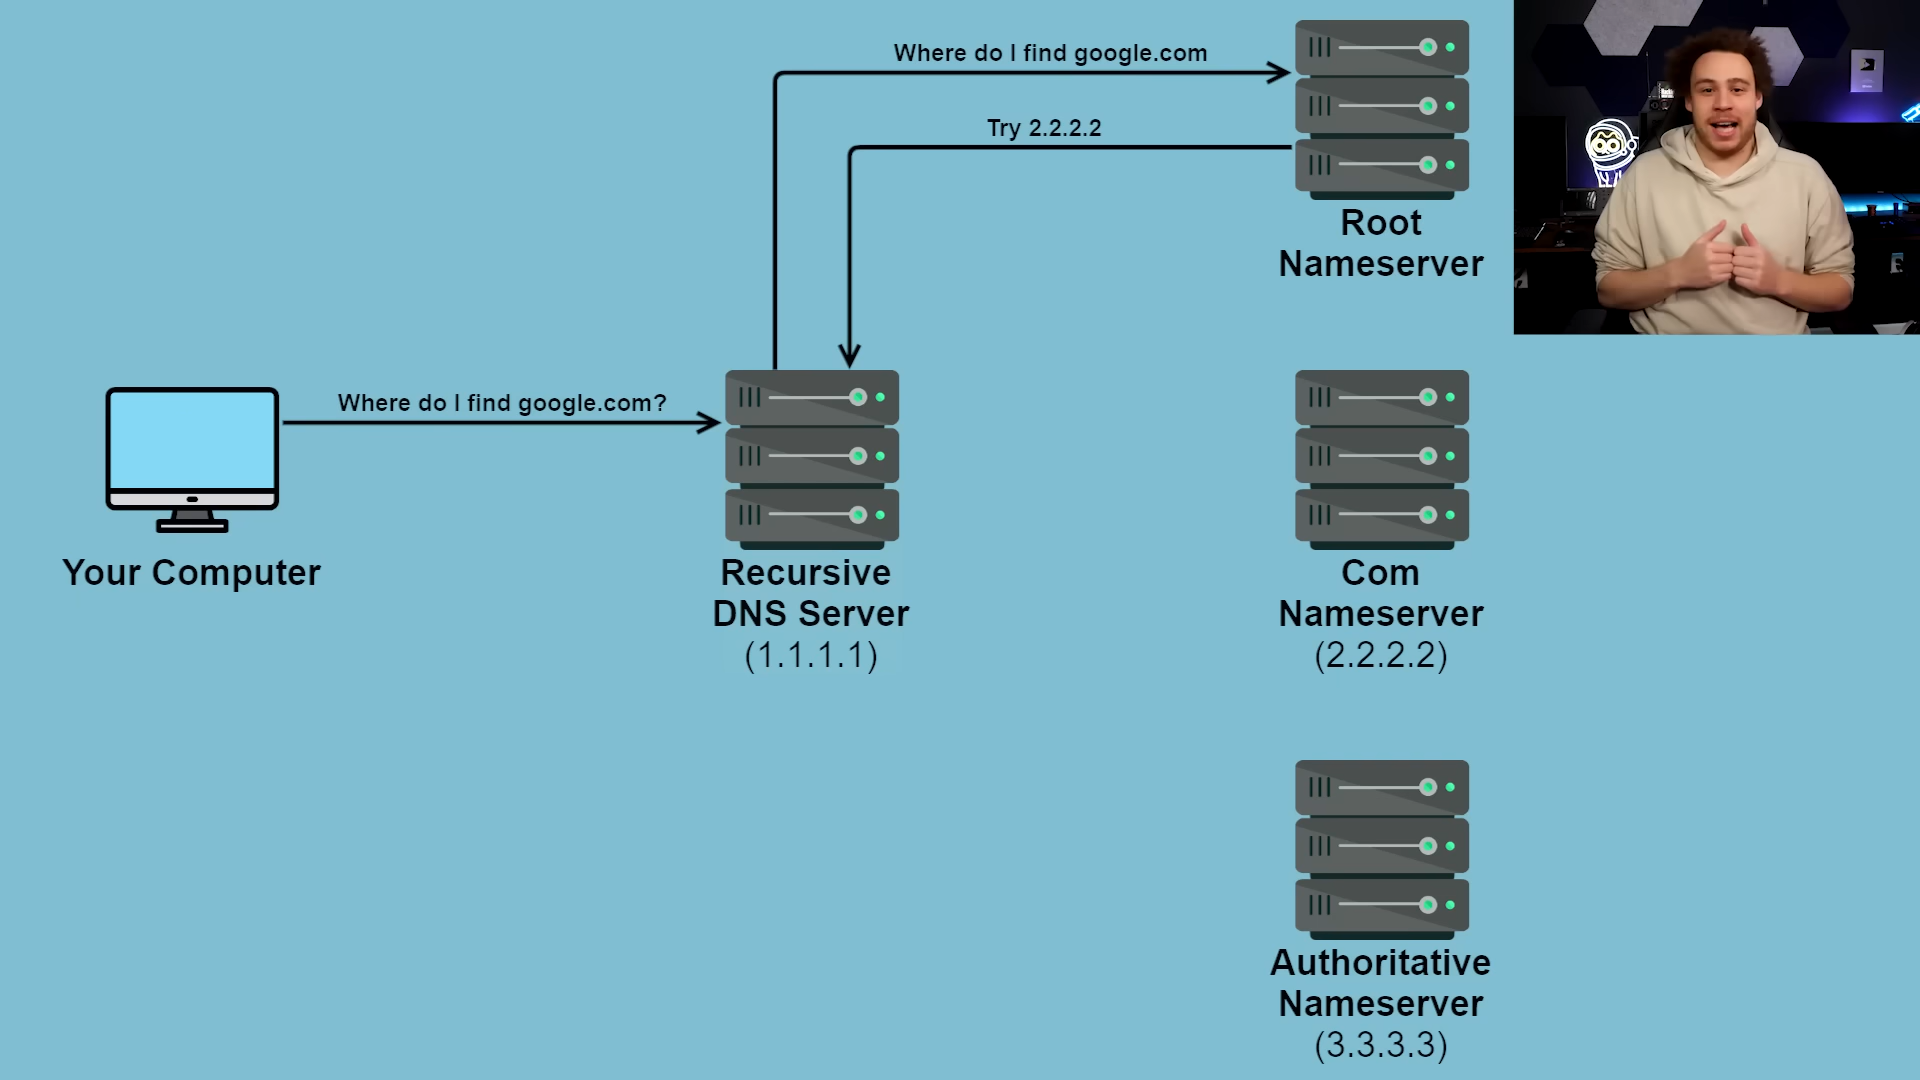 Where do I find google.com
Try 2.2.2.2
Root
Nameserver
Where do I find google.com?
Your Computer
Recursive
DNS Server
(1.1.1.1)
Com
Nameserver
(2.2.2.2)
Authoritative
Nameserver
(3.3.3.3)